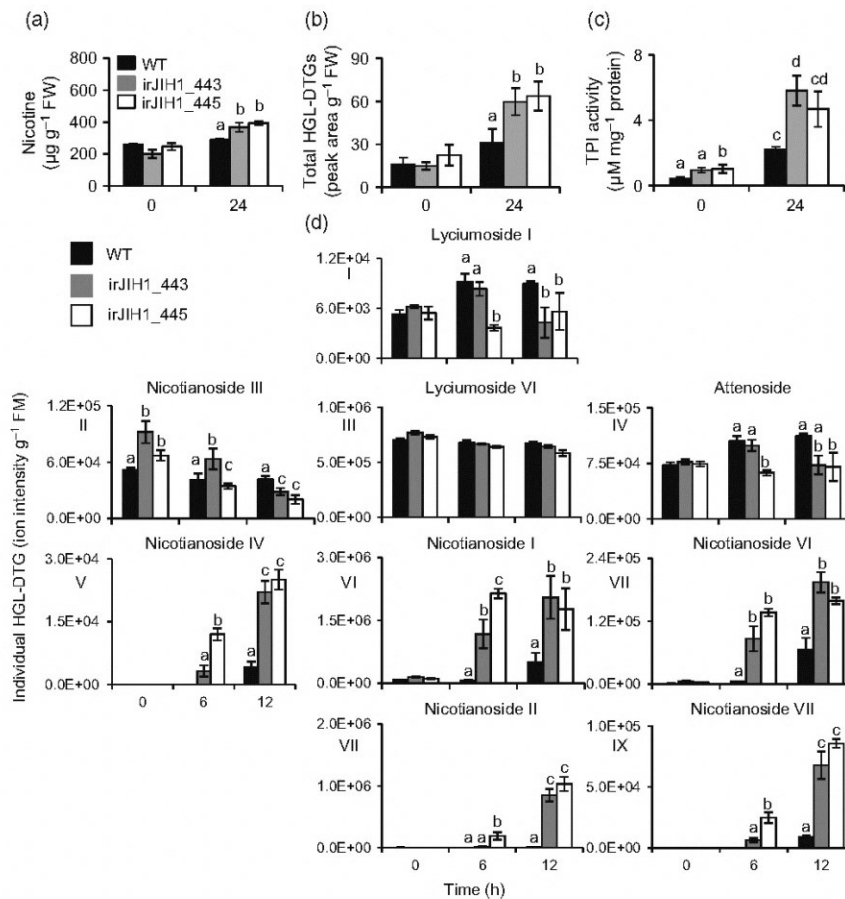 (a)
Nicotine
(µg g⁻¹ FW)
800
600
400
200
0
WT
irJIH1_443
irJIH1_445
a
b
b
0
24
(b)
Total HGL-DTGs
(peak area g⁻¹ FW)
90
60
30
0
a
b
b
0
24
(c)
TPI activity
(µM mg⁻¹ protein)
8
4
0
a
a
b
c
d
cd
0
24
WT
irJIH1_443
irJIH1_445
(d)
Individual HGL-DTG (ion intensity g⁻¹ FM)
Lyciumoside I
I
1.2E+04
6.0E+03
0.0E+00
a
a
b
a
b
b
Nicotianoside III
II
1.2E+05
6.0E+04
0.0E+00
a
b
b
a
b
c
a
c
c
Lyciumoside VI
III
1.0E+06
5.0E+05
0.0E+00
Attenoside
IV
1.5E+05
7.5E+04
0.0E+00
a
a
b
a
a
b
b
Nicotianoside IV
V
3.0E+04
1.5E+04
0.0E+00
a
b
a
c
c
0
6
12
Nicotianoside I
VI
3.0E+06
1.5E+06
0.0E+00
a
b
c
a
b
b
Nicotianoside VI
VII
2.4E+05
1.2E+05
0.0E+00
a
b
b
a
b
b
Nicotianoside II
VII
2.0E+06
1.0E+06
0.0E+00
a
a
b
a
c
c
0
6
12
Nicotianoside VII
IX
1.0E+05
5.0E+04
0.0E+00
a
b
a
c
c
0
6
12
Time (h)